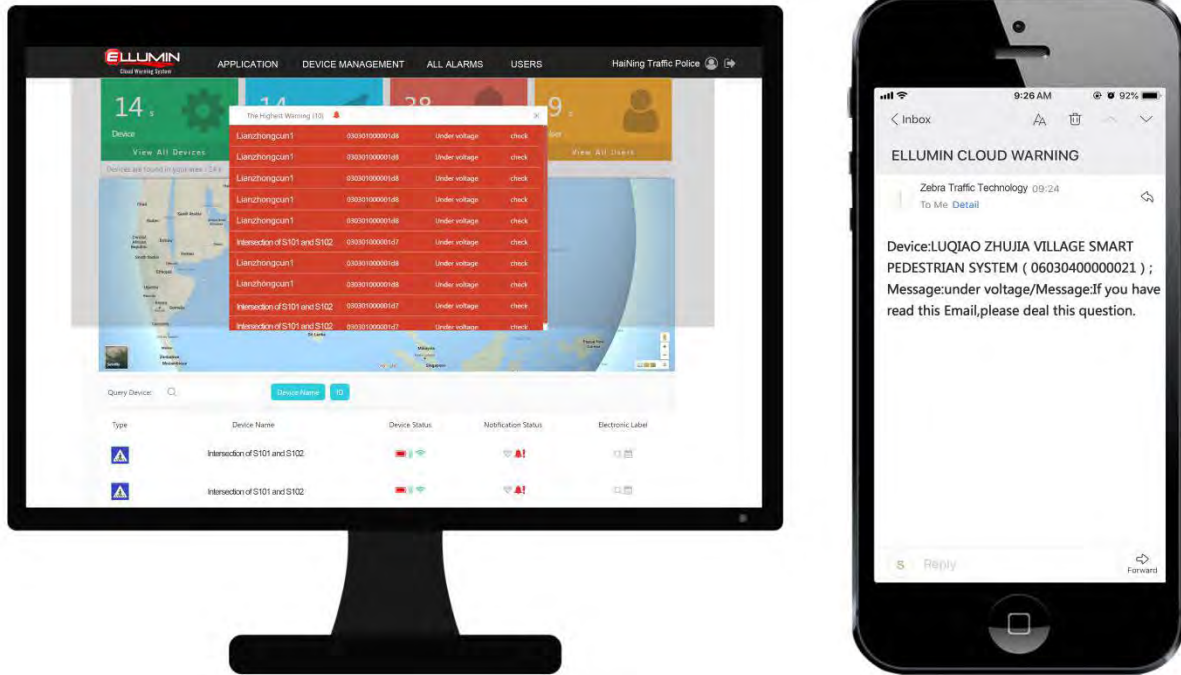 ELLUMIN
Cloud Warning System
APPLICATION DEVICE MANAGEMENT ALL ALARMS USERS HaiNing Traffic Police
14 s
Device
View All Devices
View All Users
The Highest Warning (10) ×
Lianzhongcun1 030301000001d8 Under voltage check
Lianzhongcun1 030301000001d8 Under voltage check
Lianzhongcun1 030301000001d8 Under voltage check
Lianzhongcun1 030301000001d8 Under voltage check
Lianzhongcun1 030301000001d8 Under voltage check
Intersection of S101 and S102 030301000001d7 Under voltage check
Lianzhongcun1 030301000001d8 Under voltage check
Lianzhongcun1 030301000001d8 Under voltage check
Intersection of S101 and S102 030301000001d7 Under voltage check
Intersection of S101 and S102 030301000001d7 Under voltage check
Query Device: Device Name ID
Type Device Name Device Status Notification Status Electronic Label
Intersection of S101 and S102
Intersection of S101 and S102
9:26 AM 92%
Inbox
ELLUMIN CLOUD WARNING
Zebra Traffic Technology 09:24
To Me Detail
Device:LUQIAO ZHUJIA VILLAGE SMART
PEDESTRIAN SYSTEM ( 06030400000021 ) ;
Message:under voltage/Message:If you have
read this Email,please deal this question.
S Reply
Forward